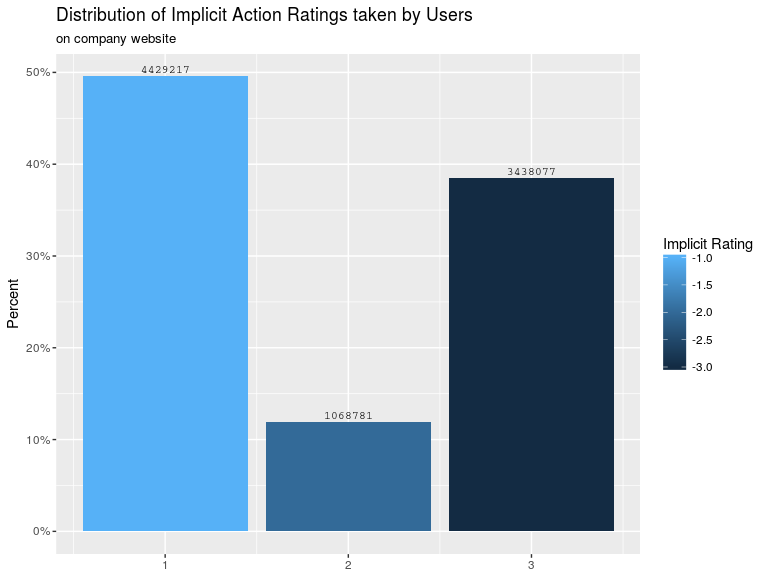 Distribution of Implicit Action Ratings taken by Users
on company website
4429217
1068781
3438077
50%
40%
30%
20%
10%
0%
Percent
1 2 3
Implicit Rating
-1.0
-1.5
-2.0
-2.5
-3.0